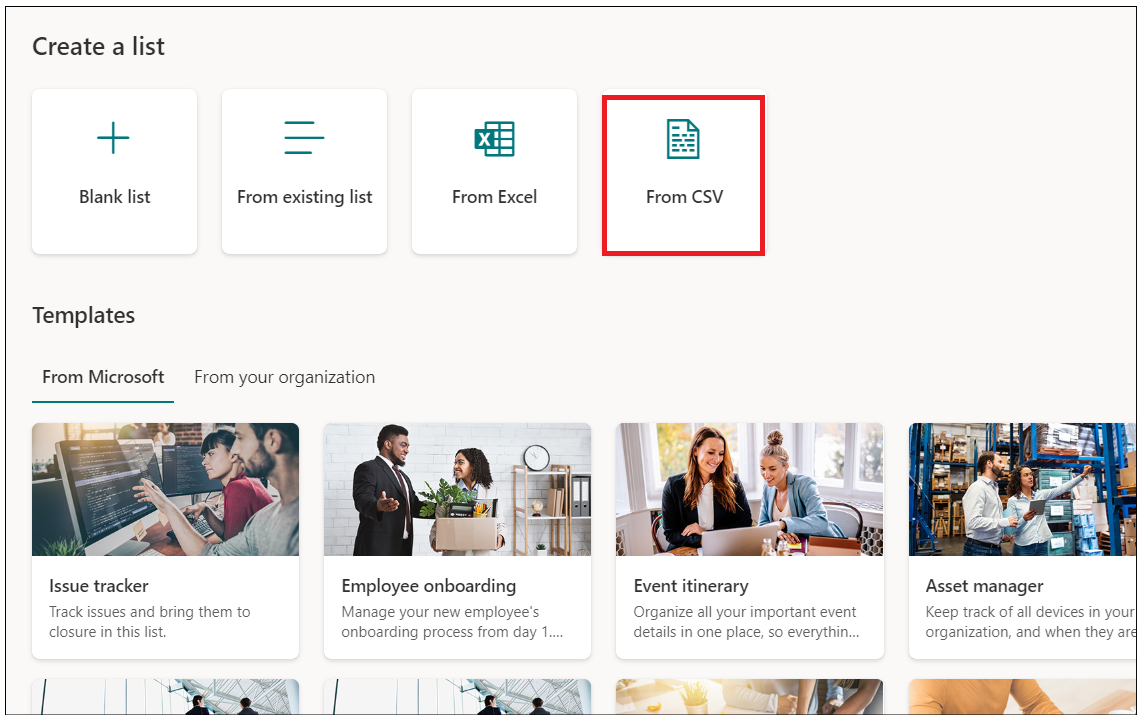 Create a list
Blank list
From existing list
From Excel
From CSV
Templates
From Microsoft
From your organization
Issue tracker
Track issues and bring them to
closure in this list.
Employee onboarding
Manage your new employee's
onboarding process from day 1....
Event itinerary
Organize all your important event
details in one place, so everythin...
Asset manager
Keep track of all devices in your
organization, and when they are